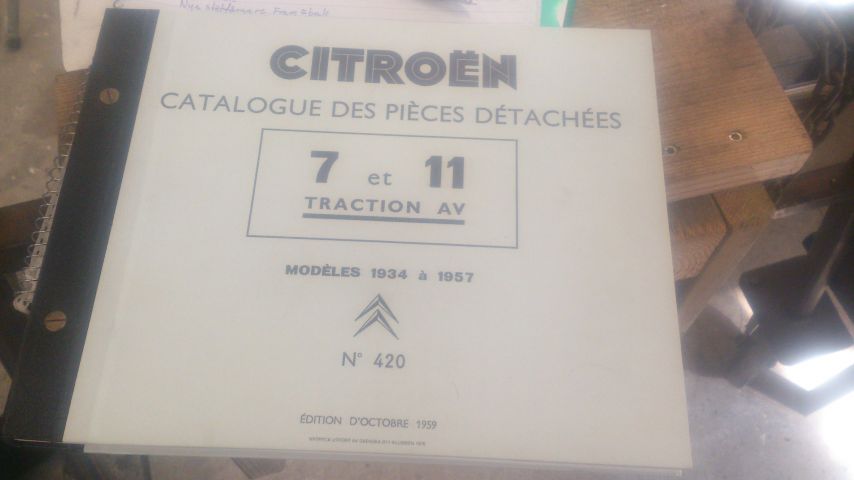 CITROËN
CATALOGUE DES PIÈCES DÉTACHÉES
7 et 11
TRACTION AV
MODÈLES 1934 à 1957
N° 420
ÉDITION D'OCTOBRE 1959